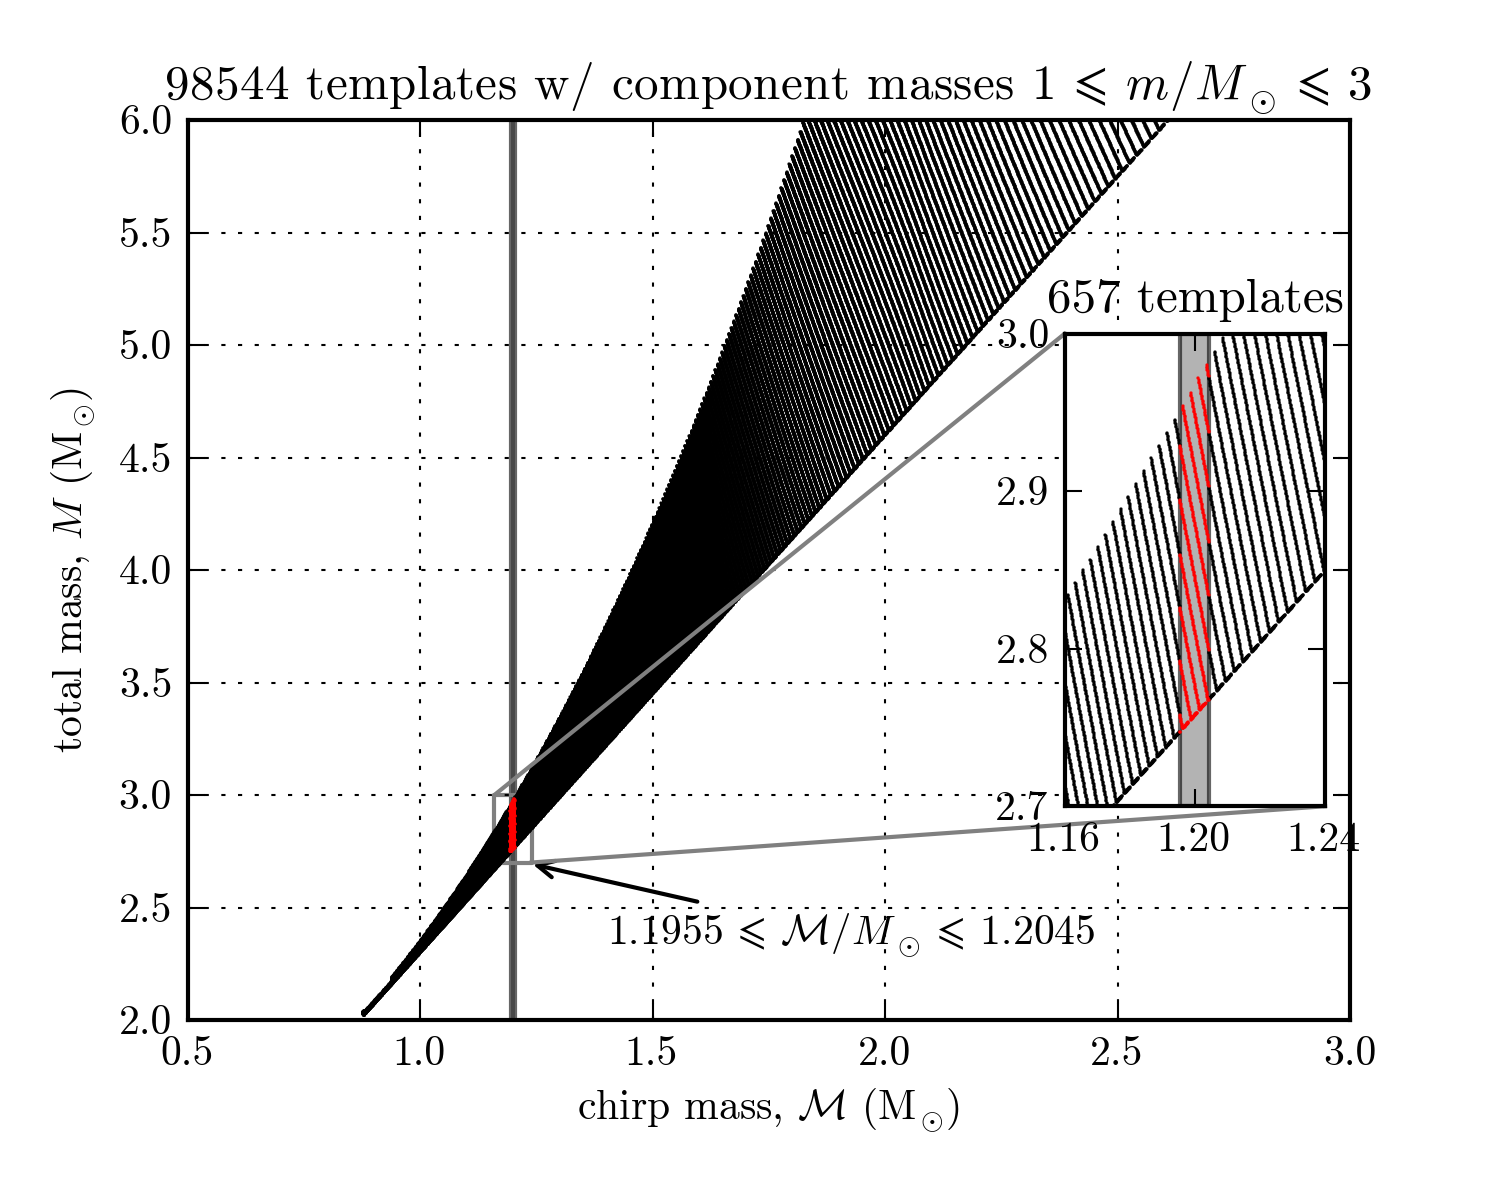 98544 templates w/ component masses 1 ⩽ m/M⊙ ⩽ 3
6.0
5.5
5.0
4.5
4.0
3.5
3.0
2.5
2.0
total mass, M (M⊙)
657 templates
3.0
2.9
2.8
2.7
1.16 1.20 1.24
1.1955 ⩽ ℳ/M⊙ ⩽ 1.2045
0.5 1.0 1.5 2.0 2.5 3.0
chirp mass, ℳ (M⊙)